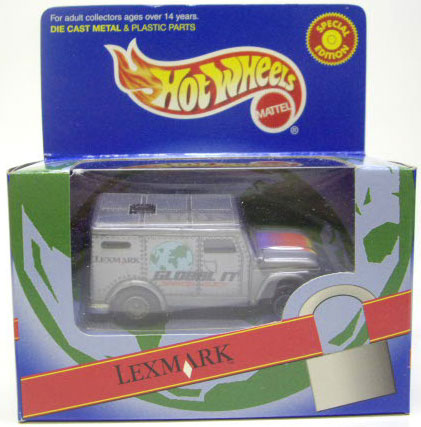 For adult collectors ages over 14 years.
DIE CAST METAL & PLASTIC PARTS
SPECIAL EDITION
HOT WHEELS
MATTEL
®
LEXMARK
GLOBAL IT
LEXMARK